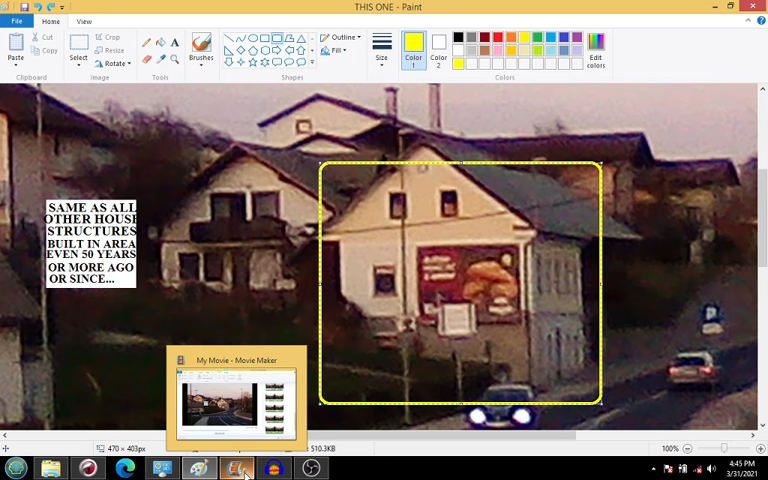 THIS ONE - Paint
File
Home
View
Paste
Cut
Copy
Clipboard
Select
Crop
Resize
Rotate
Image
A
Tools
Brushes
Shapes
Outline
Fill
Size
Color 1
Color 2
Edit colors
Colors
SAME AS ALL
OTHER HOUSE
STRUCTURES
BUILT IN AREA
EVEN 50 YEARS
OR MORE AGO
OR SINCE...
My Movie - Movie Maker
470 × 403px
510.3KB
100%
4:45 PM
3/31/2021